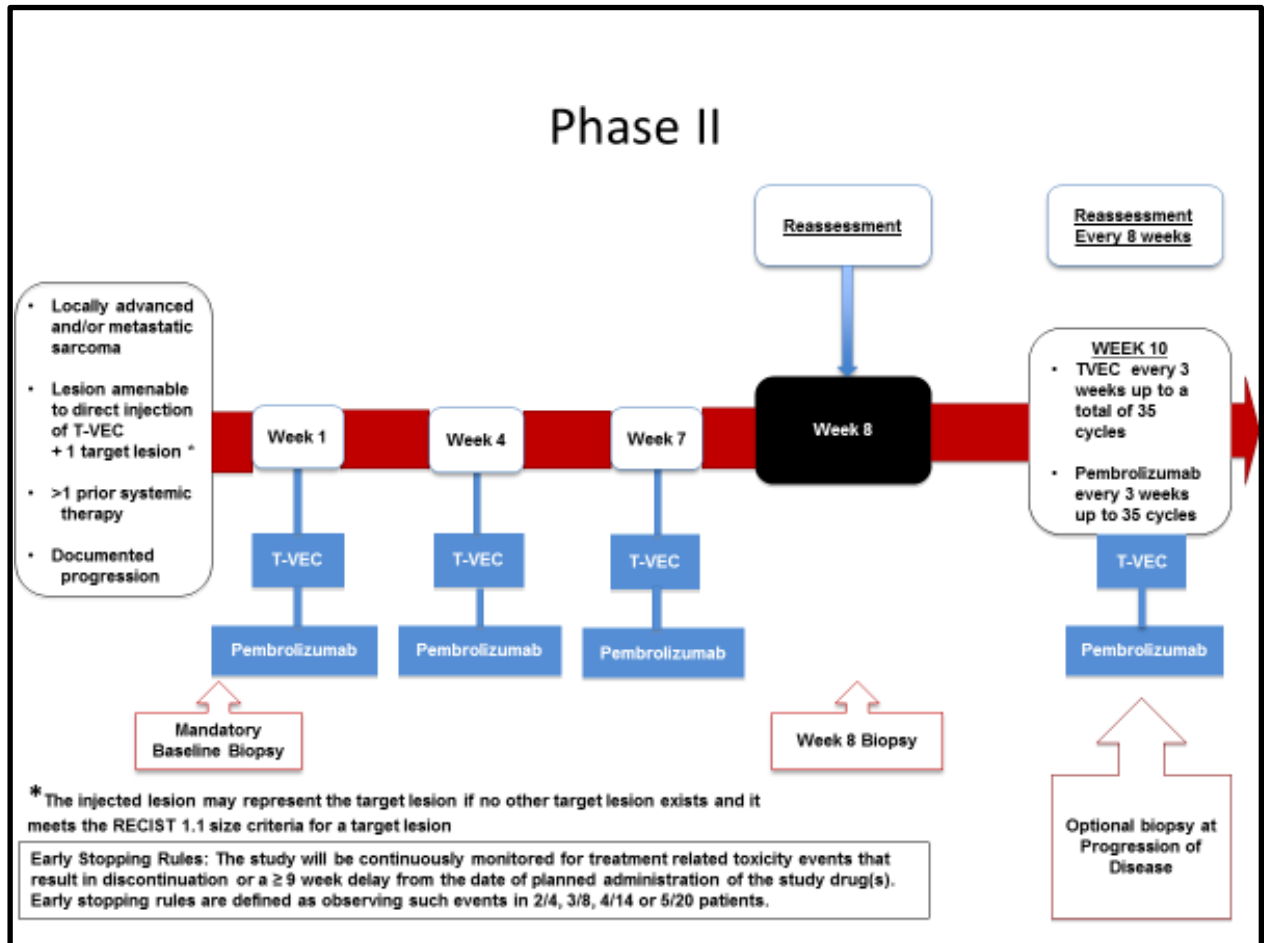 Phase II
Reassessment
Reassessment
Every 8 weeks
• Locally advanced
and/or metastatic
sarcoma
• Lesion amenable
to direct injection
of T-VEC
+ 1 target lesion *
• >1 prior systemic
therapy
• Documented
progression
Week 1
Week 4
Week 7
Week 8
WEEK 10
• TVEC every 3
weeks up to a
total of 35
cycles
• Pembrolizumab
every 3 weeks
up to 35 cycles
T-VEC
T-VEC
T-VEC
T-VEC
Pembrolizumab
Pembrolizumab
Pembrolizumab
Pembrolizumab
Mandatory
Baseline Biopsy
Week 8 Biopsy
Optional biopsy at
Progression of
Disease
*The injected lesion may represent the target lesion if no other target lesion exists and it
meets the RECIST 1.1 size criteria for a target lesion
Early Stopping Rules: The study will be continuously monitored for treatment related toxicity events that
result in discontinuation or a ≥ 9 week delay from the date of planned administration of the study drug(s).
Early stopping rules are defined as observing such events in 2/4, 3/8, 4/14 or 5/20 patients.